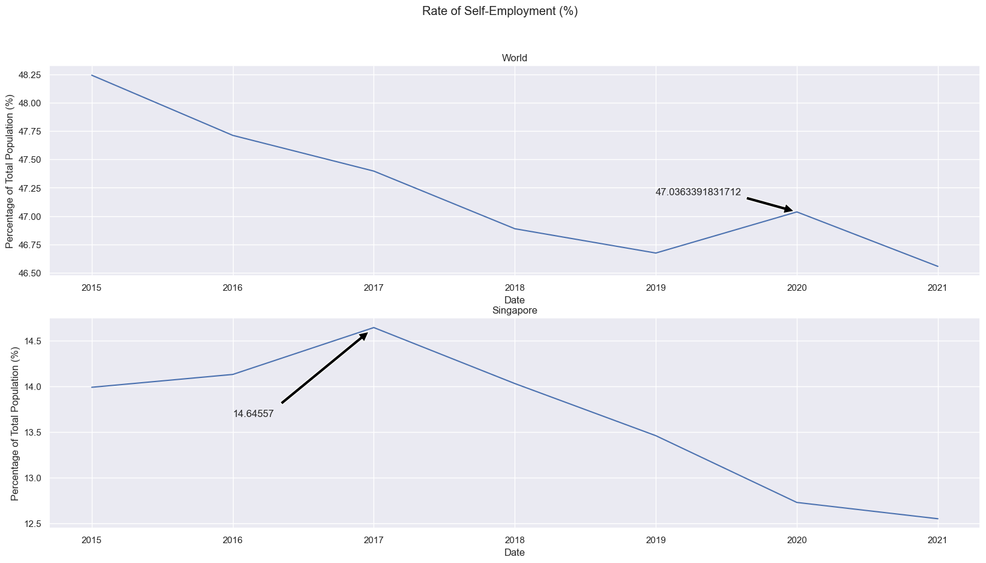 Rate of Self-Employment (%)
World
Percentage of Total Population (%)
48.25
48.00
47.75
47.50
47.25
47.00
46.75
46.50
47.0363391831712
2015 2016 2017 2018 2019 2020 2021
Date
Singapore
Percentage of Total Population (%)
14.5
14.0
13.5
13.0
12.5
14.64557
2015 2016 2017 2018 2019 2020 2021
Date